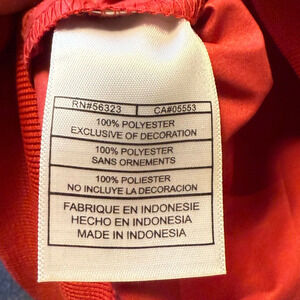 RN#56323 CA#05553
100% POLYESTER
EXCLUSIVE OF DECORATION
100% POLYESTER
SANS ORNEMENTS
100% POLIESTER
NO INCLUYE LA DECORACION
FABRIQUE EN INDONESIE
HECHO EN INDONESIA
MADE IN INDONESIA